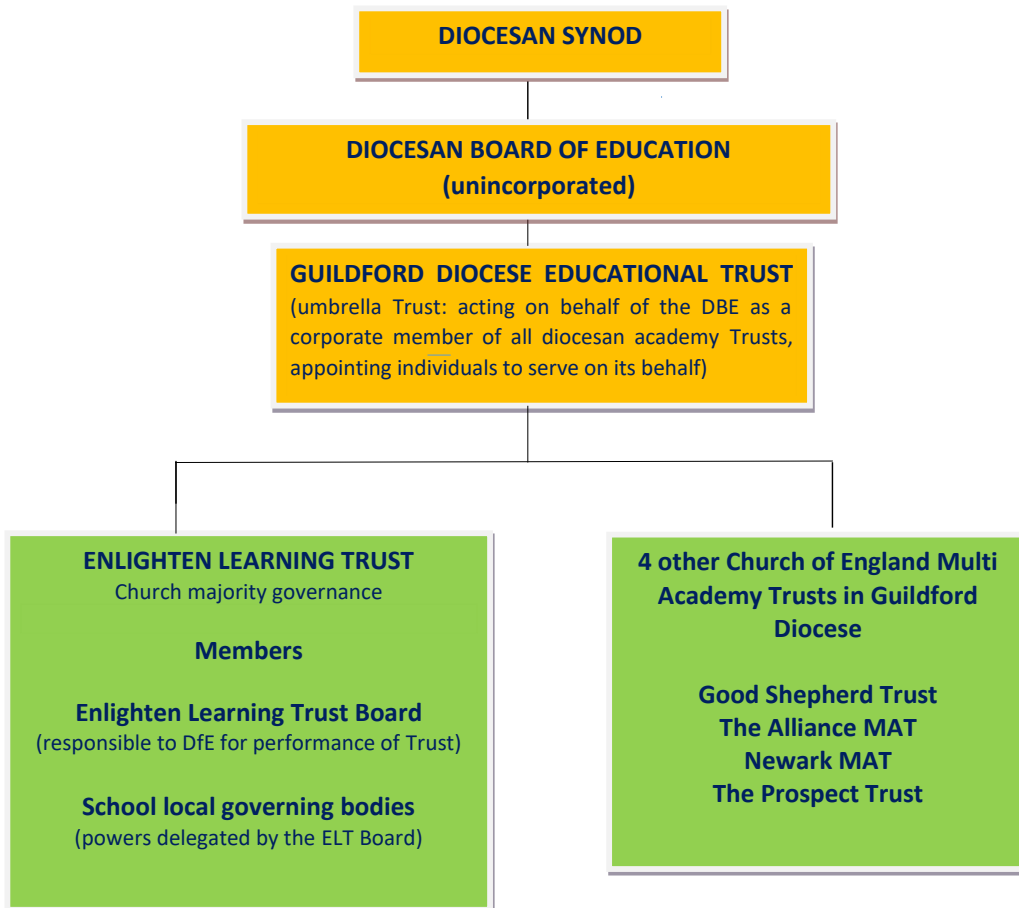 DIOCESAN SYNOD
DIOCESAN BOARD OF EDUCATION
(unincorporated)
GUILDFORD DIOCESE EDUCATIONAL TRUST
(umbrella Trust: acting on behalf of the DBE as a
corporate member of all diocesan academy Trusts,
appointing individuals to serve on its behalf)
ENLIGHTEN LEARNING TRUST
Church majority governance
Members
Enlighten Learning Trust Board
(responsible to DfE for performance of Trust)
School local governing bodies
(powers delegated by the ELT Board)
4 other Church of England Multi
Academy Trusts in Guildford
Diocese
Good Shepherd Trust
The Alliance MAT
Newark MAT
The Prospect Trust